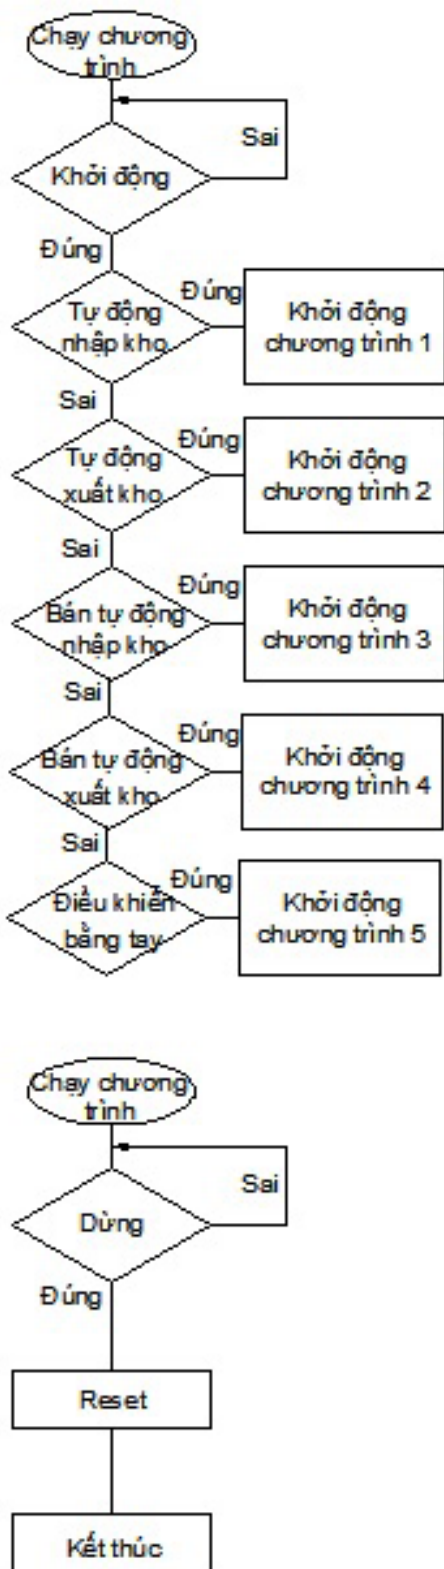 Chạy chương
trình
Sai
Khởi động
Đúng
Đúng
Tự động
nhập kho
Khởi động
chương trình 1
Sai
Đúng
Tự động
xuất kho
Khởi động
chương trình 2
Sai
Đúng
Bán tự động
nhập kho
Khởi động
chương trình 3
Sai
Đúng
Bán tự động
xuất kho
Khởi động
chương trình 4
Sai
Đúng
Điều khiển
bằng tay
Khởi động
chương trình 5
Chạy chương
trình
Sai
Dừng
Đúng
Reset
Kết thúc